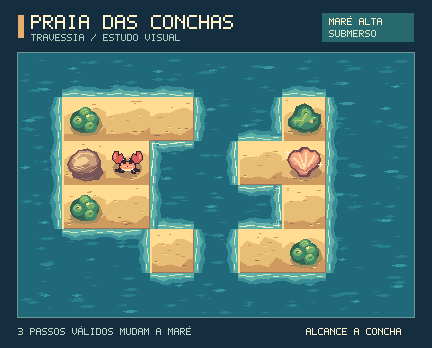 PRAIA DAS CONCHAS
TRAVESSIA / ESTUDO VISUAL
MARÉ ALTA
SUBMERSO
3 PASSOS VÁLIDOS MUDAM A MARÉ
ALCANCE A CONCHA